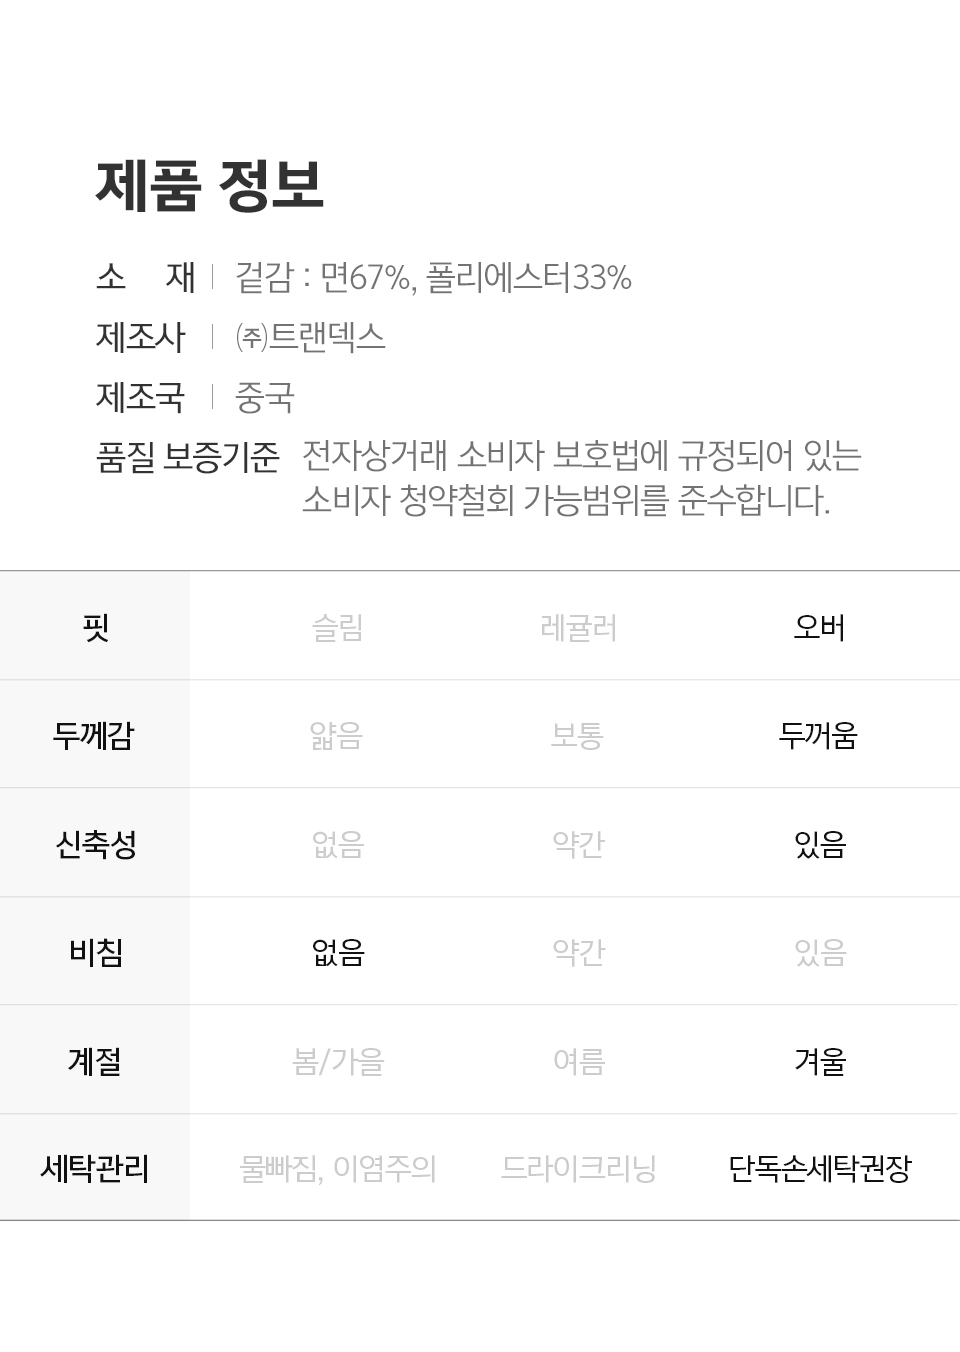 제품 정보
소 재 | 겉감 : 면67%, 폴리에스터33%
제조사 | ㈜트랜덱스
제조국 | 중국
품질 보증기준 전자상거래 소비자 보호법에 규정되어 있는
소비자 청약철회 가능범위를 준수합니다.
핏 슬림 레귤러 오버
두께감 얇음 보통 두꺼움
신축성 없음 약간 있음
비침 없음 약간 있음
계절 봄/가을 여름 겨울
세탁관리 물빠짐, 이염주의 드라이크리닝 단독손세탁권장